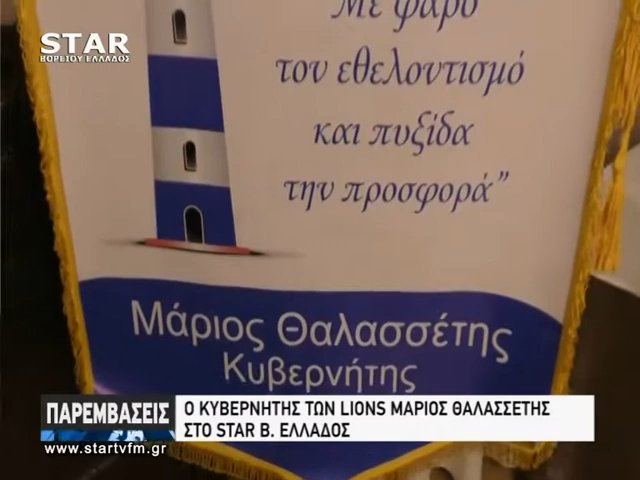 STAR
ΒΟΡΕΙΟΥ ΕΛΛΑΔΟΣ
"Με φάρο
του εθελοντισμό
και πυξίδα
την προσφορά"
Μάριος Θαλασσέτης
Κυβερνήτης
ΠΑΡΕΜΒΑΣΕΙΣ
Ο ΚΥΒΕΡΝΗΤΗΣ ΤΩΝ LIONS ΜΑΡΙΟΣ ΘΑΛΑΣΣΕΤΗΣ
ΣΤΟ STAR Β. ΕΛΛΑΔΟΣ
www.startvfm.gr